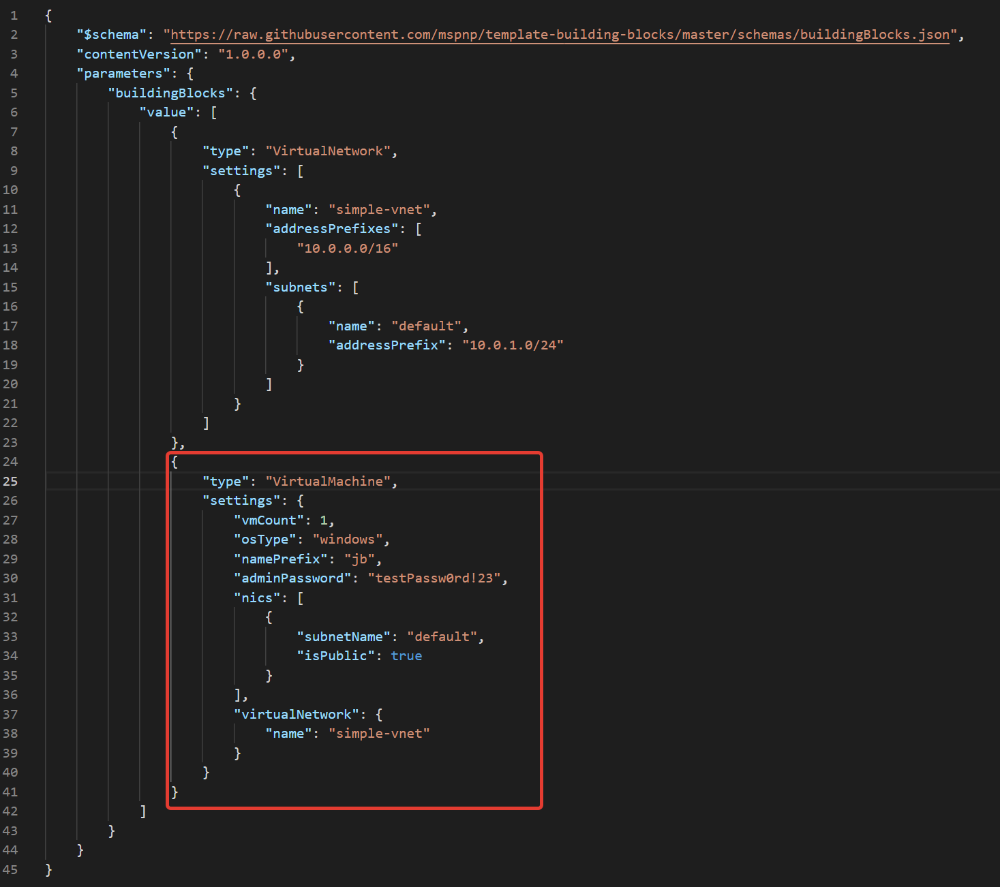 1 {
2 "$schema": "https://raw.githubusercontent.com/mspnp/template-building-blocks/master/schemas/buildingBlocks.json",
3 "contentVersion": "1.0.0.0",
4 "parameters": {
5 "buildingBlocks": {
6 "value": [
7 {
8 "type": "VirtualNetwork",
9 "settings": [
10 {
11 "name": "simple-vnet",
12 "addressPrefixes": [
13 "10.0.0.0/16"
14 ],
15 "subnets": [
16 {
17 "name": "default",
18 "addressPrefix": "10.0.1.0/24"
19 }
20 ]
21 }
22 ]
23 },
24 {
25 "type": "VirtualMachine",
26 "settings": {
27 "vmCount": 1,
28 "osType": "windows",
29 "namePrefix": "jb",
30 "adminPassword": "testPassw0rd!23",
31 "nics": [
32 {
33 "subnetName": "default",
34 "isPublic": true
35 }
36 ],
37 "virtualNetwork": {
38 "name": "simple-vnet"
39 }
40 }
41 }
42 ]
43 }
44 }
45 }